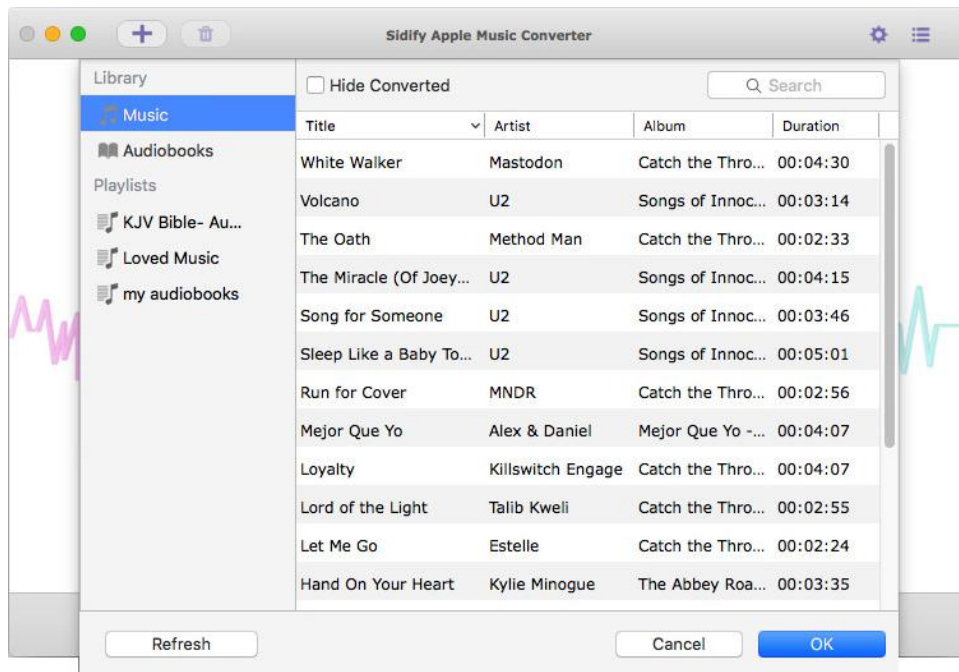 Sidify Apple Music Converter
Library
Music
Audiobooks
Playlists
KJV Bible- Au...
Loved Music
my audiobooks
Hide Converted
Search
Title Artist Album Duration
White Walker Mastodon Catch the Thro... 00:04:30
Volcano U2 Songs of Innoc... 00:03:14
The Oath Method Man Catch the Thro... 00:02:33
The Miracle (Of Joey... U2 Songs of Innoc... 00:04:15
Song for Someone U2 Songs of Innoc... 00:03:46
Sleep Like a Baby To... U2 Songs of Innoc... 00:05:01
Run for Cover MNDR Catch the Thro... 00:02:56
Mejor Que Yo Alex & Daniel Mejor Que Yo -... 00:04:07
Loyalty Killswitch Engage Catch the Thro... 00:04:07
Lord of the Light Talib Kweli Catch the Thro... 00:02:55
Let Me Go Estelle Catch the Thro... 00:02:24
Hand On Your Heart Kylie Minogue The Abbey Roa... 00:03:35
Refresh Cancel OK